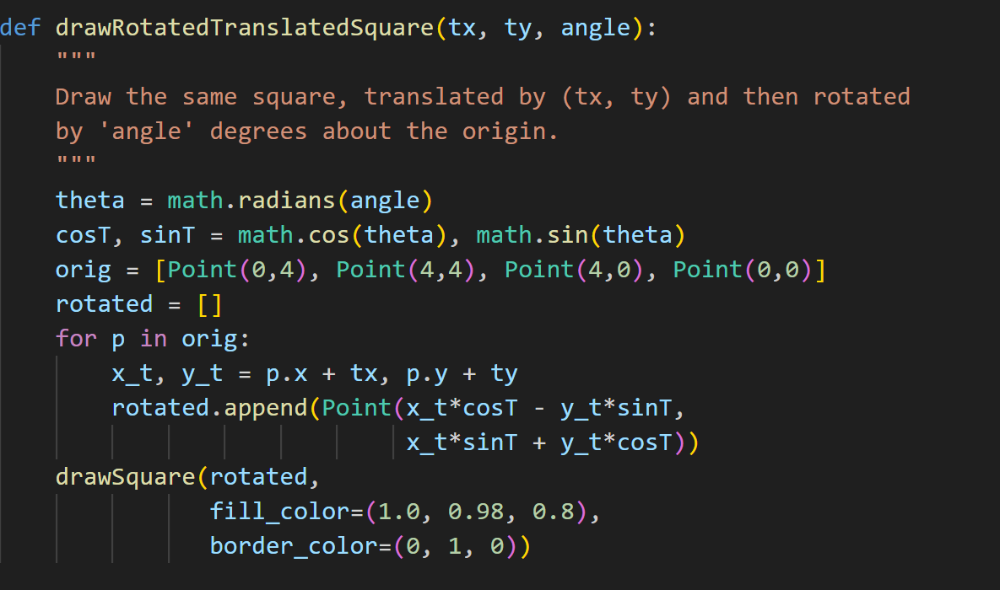 def drawRotatedTranslatedSquare(tx, ty, angle):
    """
    Draw the same square, translated by (tx, ty) and then rotated
    by 'angle' degrees about the origin.
    """
    theta = math.radians(angle)
    cosT, sinT = math.cos(theta), math.sin(theta)
    orig = [Point(0,4), Point(4,4), Point(4,0), Point(0,0)]
    rotated = []
    for p in orig:
        x_t, y_t = p.x + tx, p.y + ty
        rotated.append(Point(x_t*cosT - y_t*sinT,
                             x_t*sinT + y_t*cosT))
    drawSquare(rotated,
               fill_color=(1.0, 0.98, 0.8),
               border_color=(0, 1, 0))